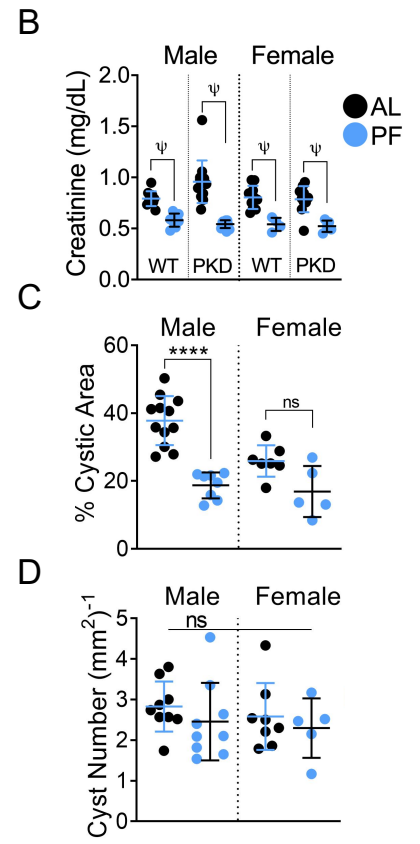 B
Male Female
2.0
1.5
1.0
0.5
0.0
Creatinine (mg/dL)
ψ ψ ψ ψ
WT PKD WT PKD
AL
PF
C
Male Female
60
40
20
0
% Cystic Area
**** ns
D
Male Female
ns
5
4
3
2
1
0
Cyst Number (mm²)⁻¹